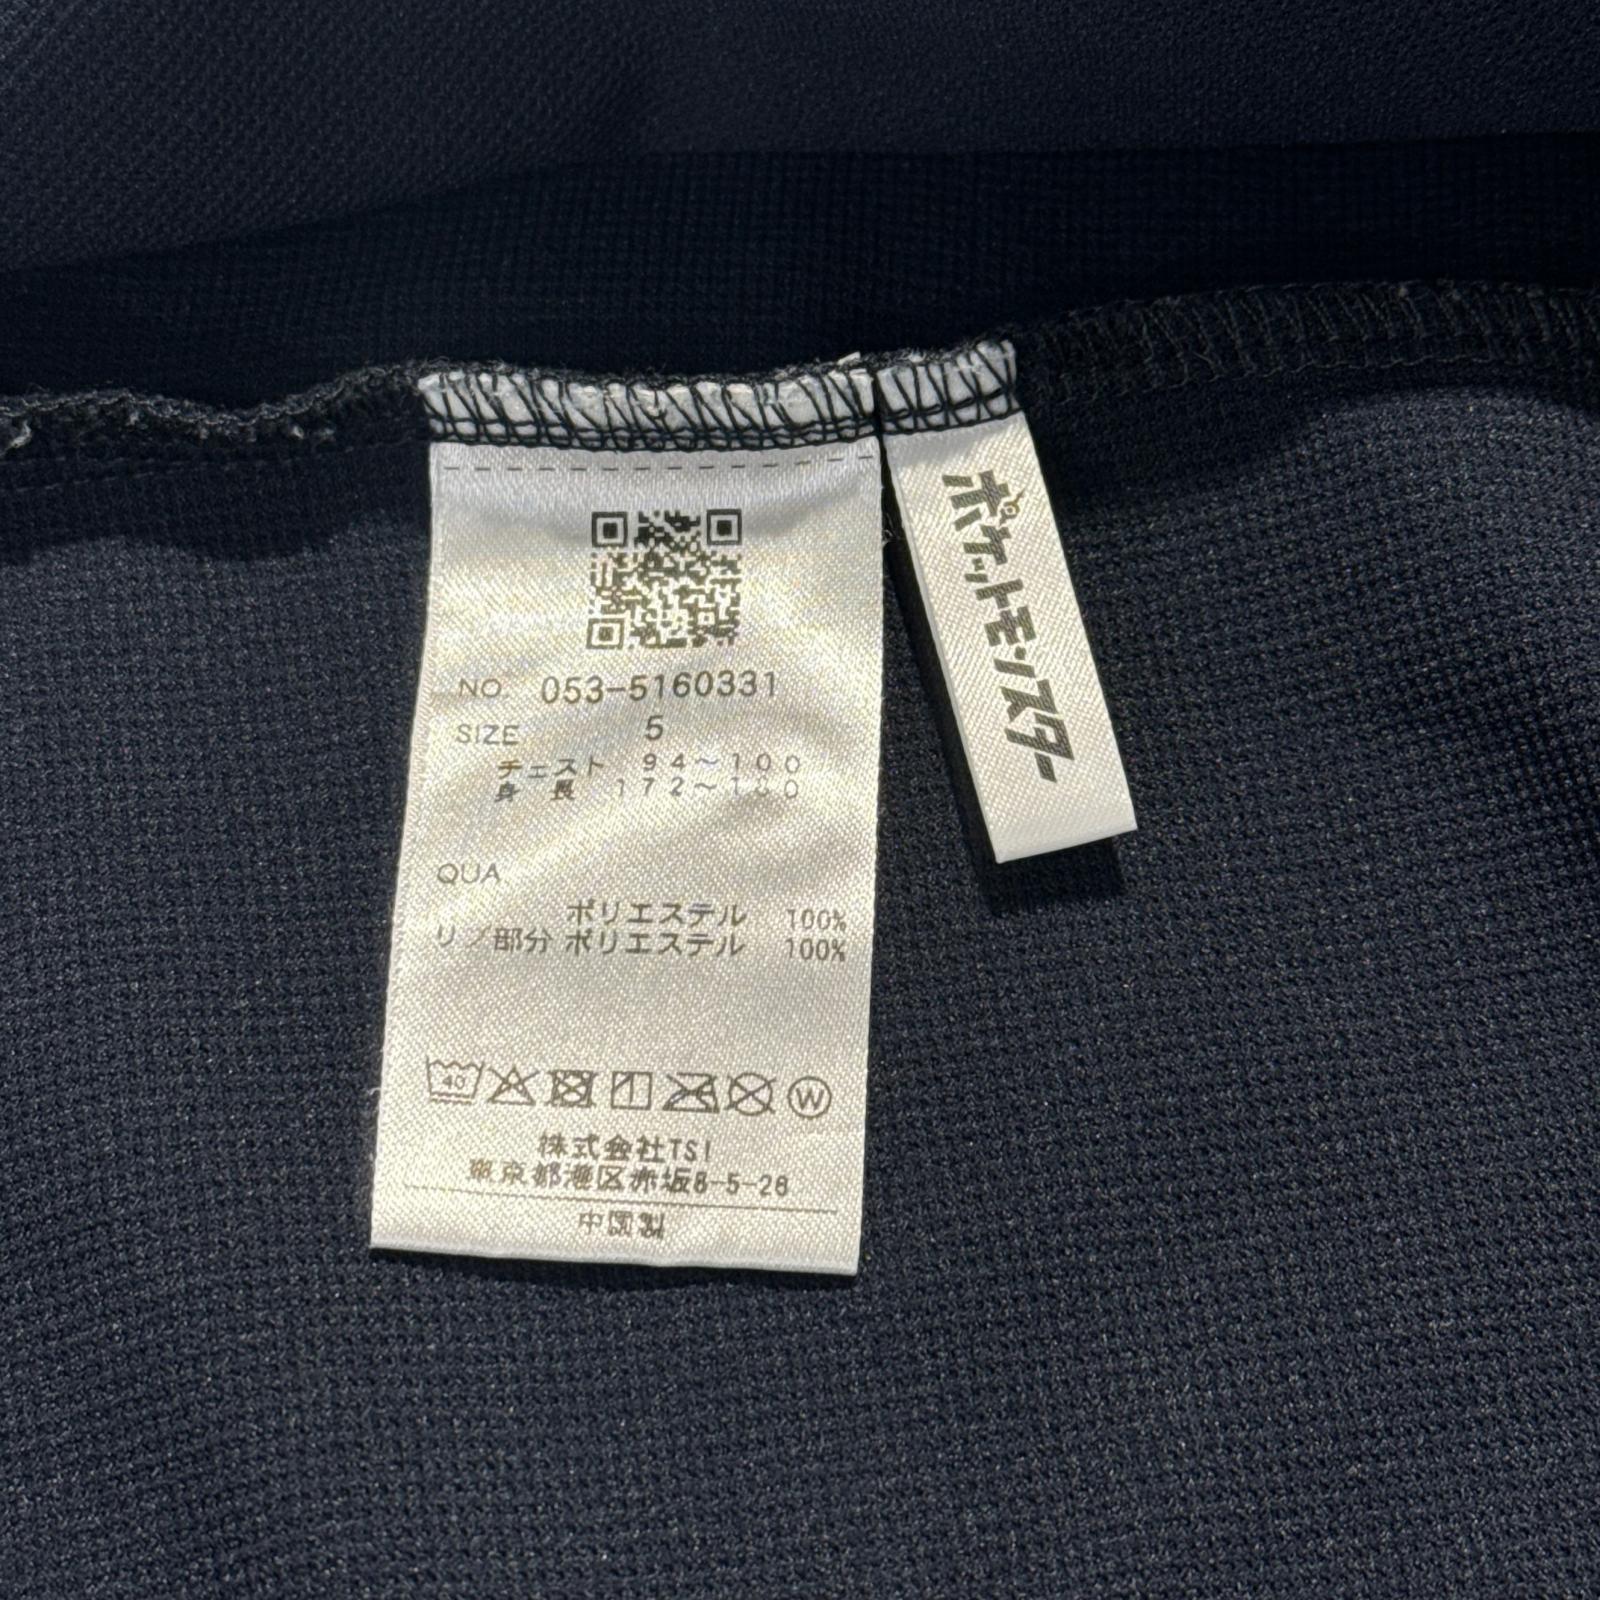 NO. 053-5160331
SIZE 5
チェスト 94~100
身長 172~180
QUA
ポリエステル 100%
リブ部分 ポリエステル 100%
40
W
株式会社TSI
東京都港区赤坂8-5-26
中国製
ポケットモンスター